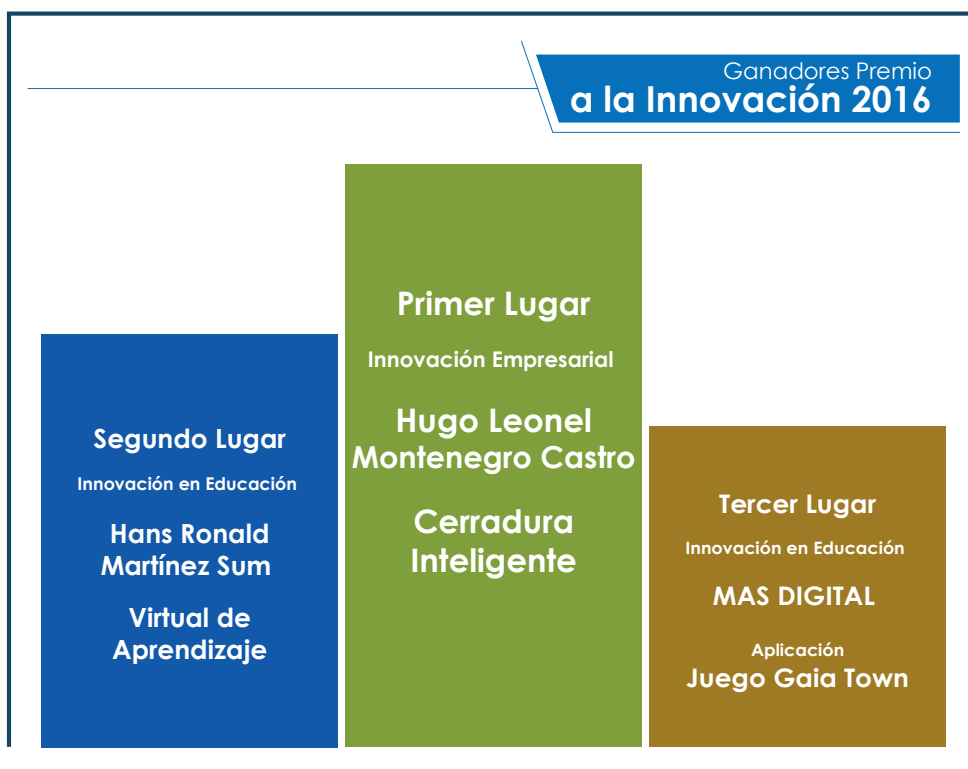 Ganadores Premio
a la Innovación 2016
Primer Lugar
Innovación Empresarial
Hugo Leonel
Montenegro Castro
Cerradura
Inteligente
Segundo Lugar
Innovación en Educación
Hans Ronald
Martínez Sum
Virtual de
Aprendizaje
Tercer Lugar
Innovación en Educación
MAS DIGITAL
Aplicación
Juego Gaia Town